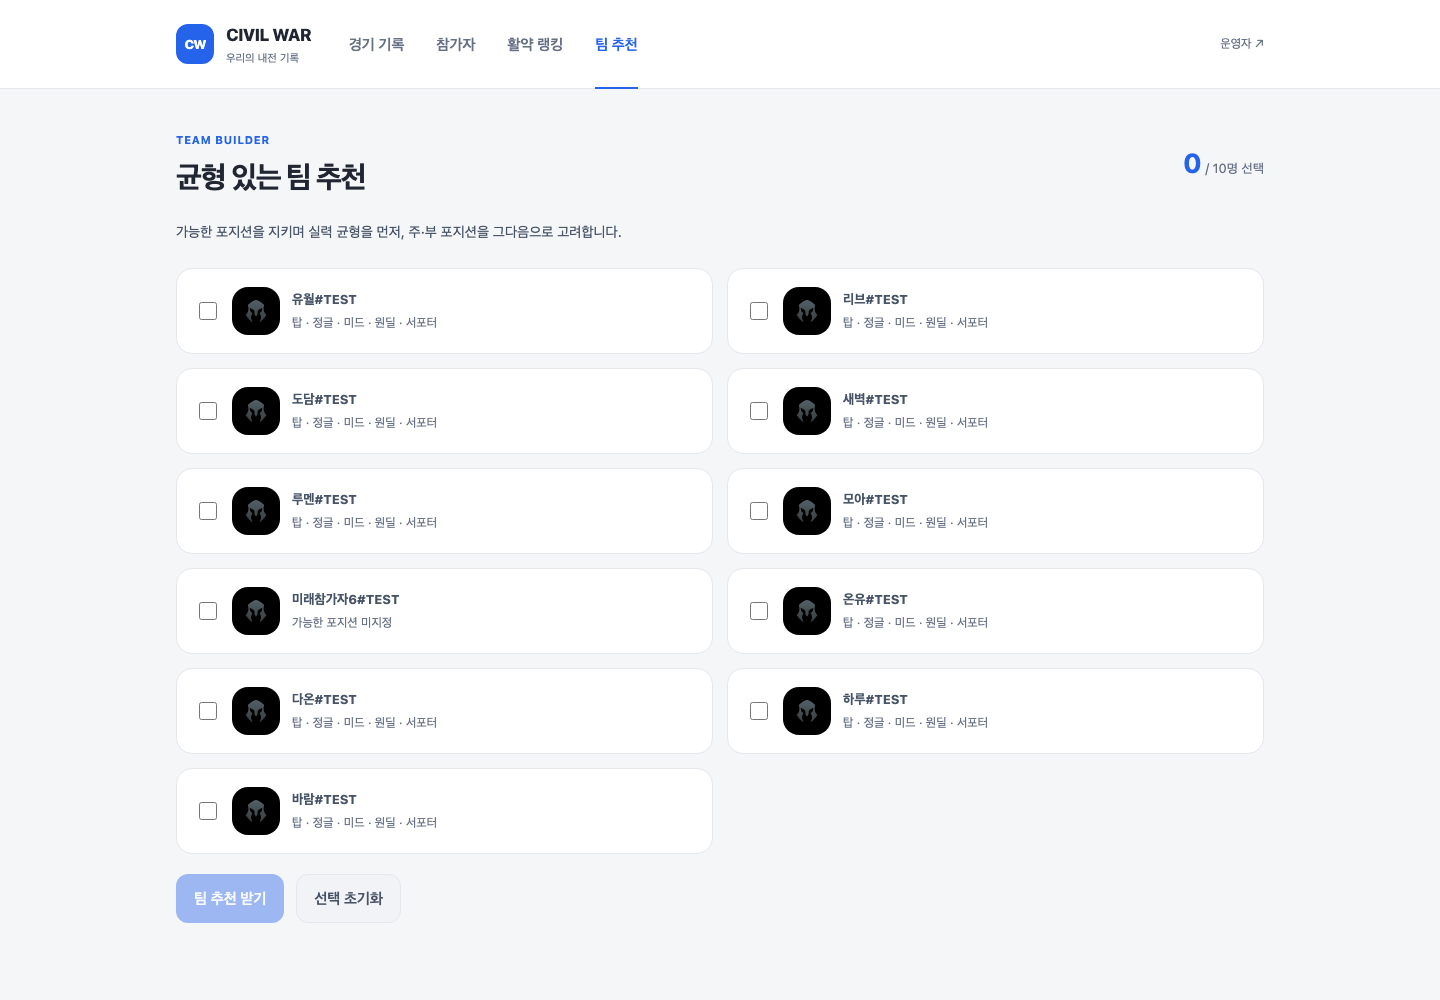 CW
CIVIL WAR
우리의 내전 기록
경기 기록
참가자
활약 랭킹
팀 추천
운영자 ↗
TEAM BUILDER
균형 있는 팀 추천
0 / 10명 선택
가능한 포지션을 지키며 실력 균형을 먼저, 주·부 포지션을 그다음으로 고려합니다.
유월#TEST
탑 · 정글 · 미드 · 원딜 · 서포터
리브#TEST
탑 · 정글 · 미드 · 원딜 · 서포터
도담#TEST
탑 · 정글 · 미드 · 원딜 · 서포터
새벽#TEST
탑 · 정글 · 미드 · 원딜 · 서포터
루멘#TEST
탑 · 정글 · 미드 · 원딜 · 서포터
모아#TEST
탑 · 정글 · 미드 · 원딜 · 서포터
미래참가자6#TEST
가능한 포지션 미지정
온유#TEST
탑 · 정글 · 미드 · 원딜 · 서포터
다온#TEST
탑 · 정글 · 미드 · 원딜 · 서포터
하루#TEST
탑 · 정글 · 미드 · 원딜 · 서포터
바람#TEST
탑 · 정글 · 미드 · 원딜 · 서포터
팀 추천 받기
선택 초기화